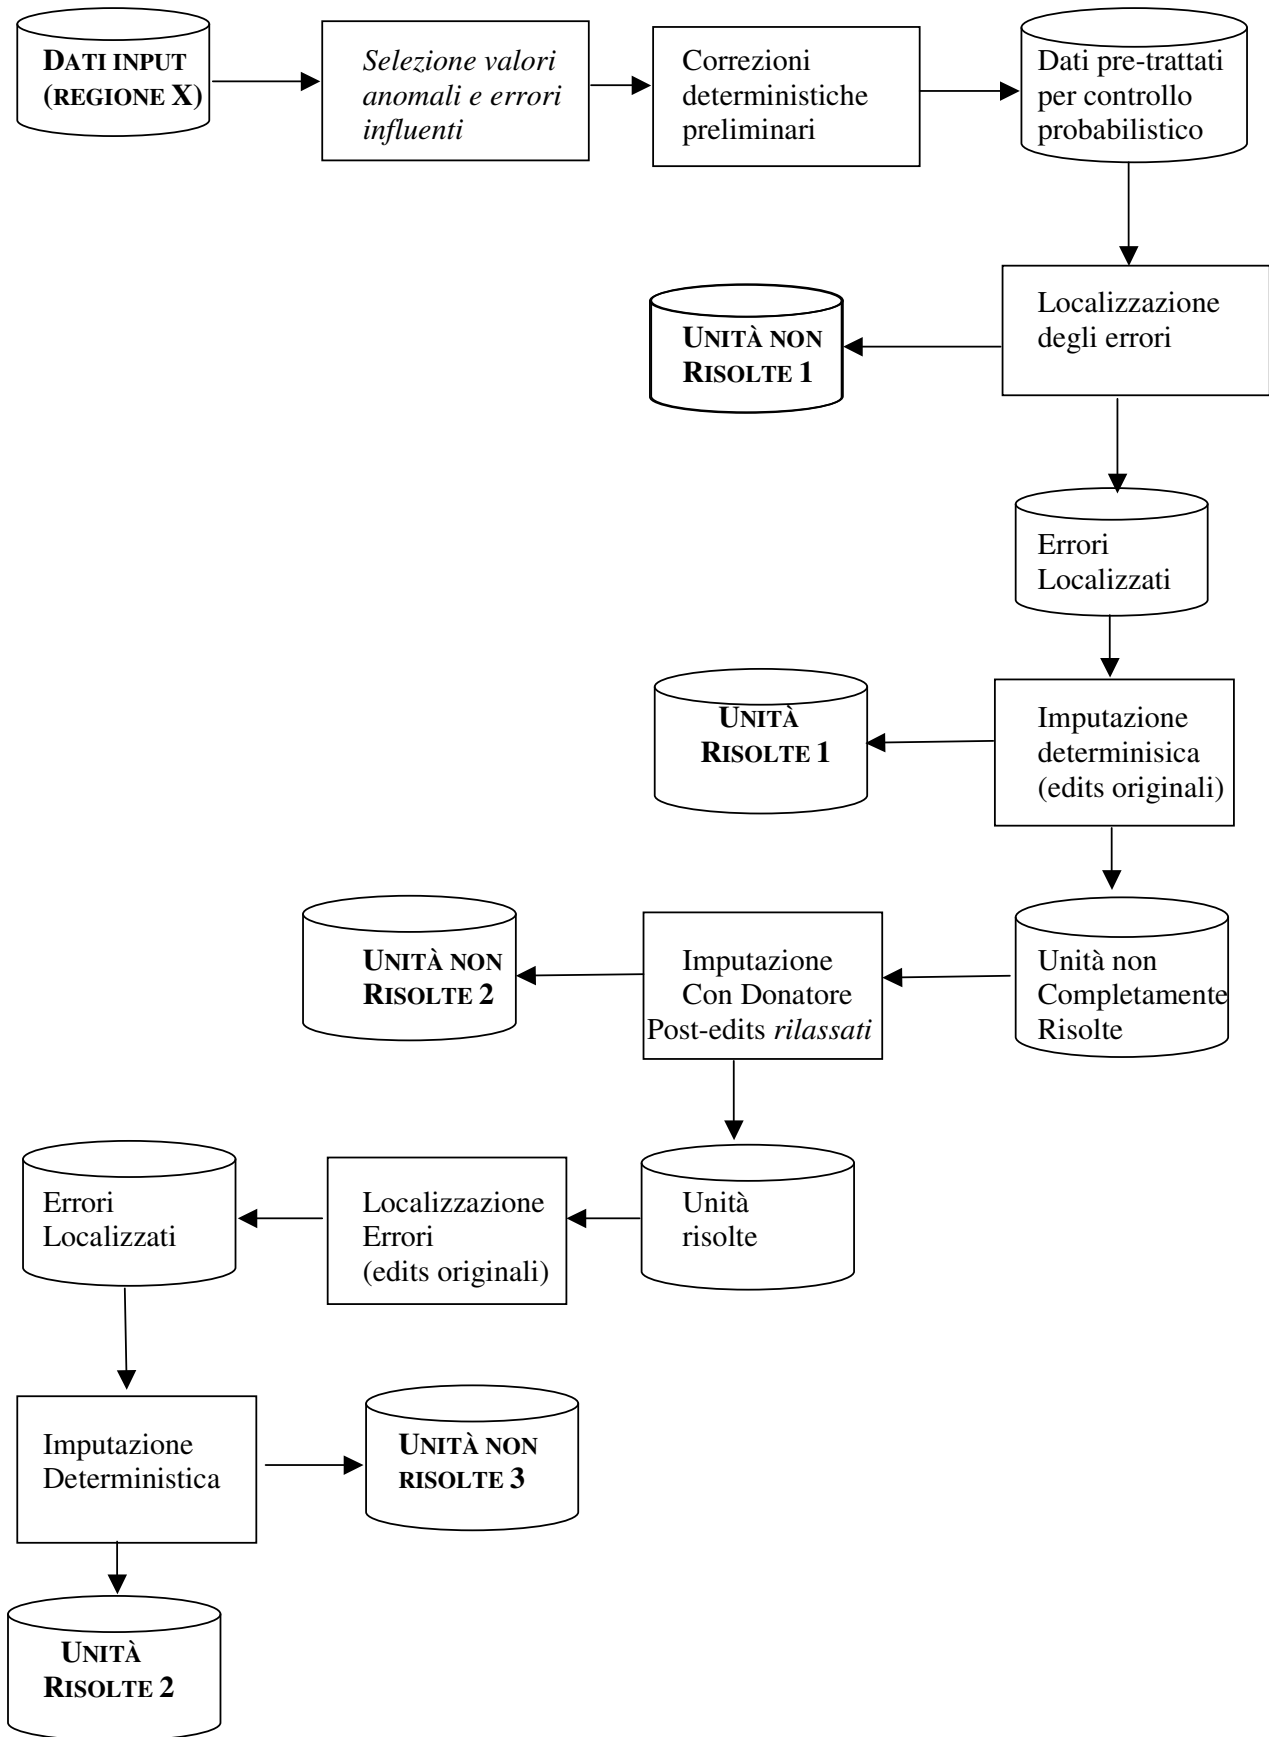 DATI INPUT
(REGIONE X)
Selezione valori
anomali e errori
influenti
Correzioni
deterministiche
preliminari
Dati pre-trattati
per controllo
probabilistico
Localizzazione
degli errori
UNITÀ NON
RISOLTE 1
Errori
Localizzati
UNITÀ
RISOLTE 1
Imputazione
determinisica
(edits originali)
UNITÀ NON
RISOLTE 2
Imputazione
Con Donatore
Post-edits rilassati
Unità non
Completamente
Risolte
Errori
Localizzati
Localizzazione
Errori
(edits originali)
Unità
risolte
Imputazione
Deterministica
UNITÀ NON
RISOLTE 3
UNITÀ
RISOLTE 2